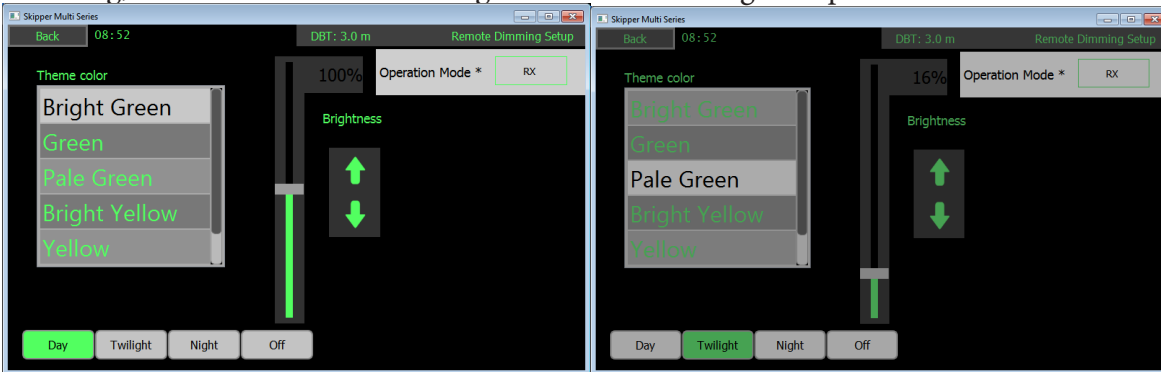 Skipper Multi Series
Back 08:52 DBT: 3.0 m Remote Dimming Setup
Theme color 100% Operation Mode * RX
Bright Green
Green
Pale Green
Bright Yellow
Yellow
Brightness
Day Twilight Night Off
Skipper Multi Series
Back 08:52 DBT: 3.0 m Remote Dimming Setup
Theme color 16% Operation Mode * RX
Bright Green
Green
Pale Green
Bright Yellow
Yellow
Brightness
Day Twilight Night Off